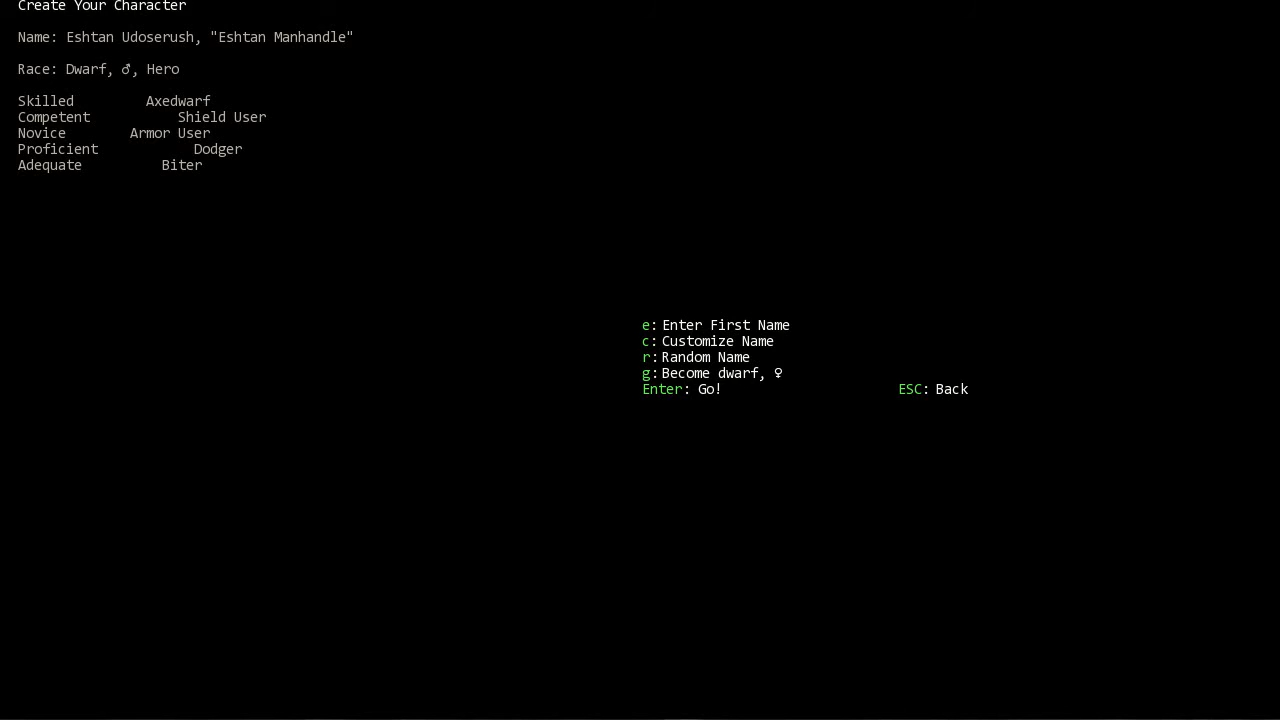 Create Your Character
Name: Eshtan Udoserush, "Eshtan Manhandle"
Race: Dwarf, ♂, Hero
Skilled Axedwarf
Competent Shield User
Novice Armor User
Proficient Dodger
Adequate Biter
e: Enter First Name
c: Customize Name
r: Random Name
g: Become dwarf, ♀
Enter: Go! ESC: Back